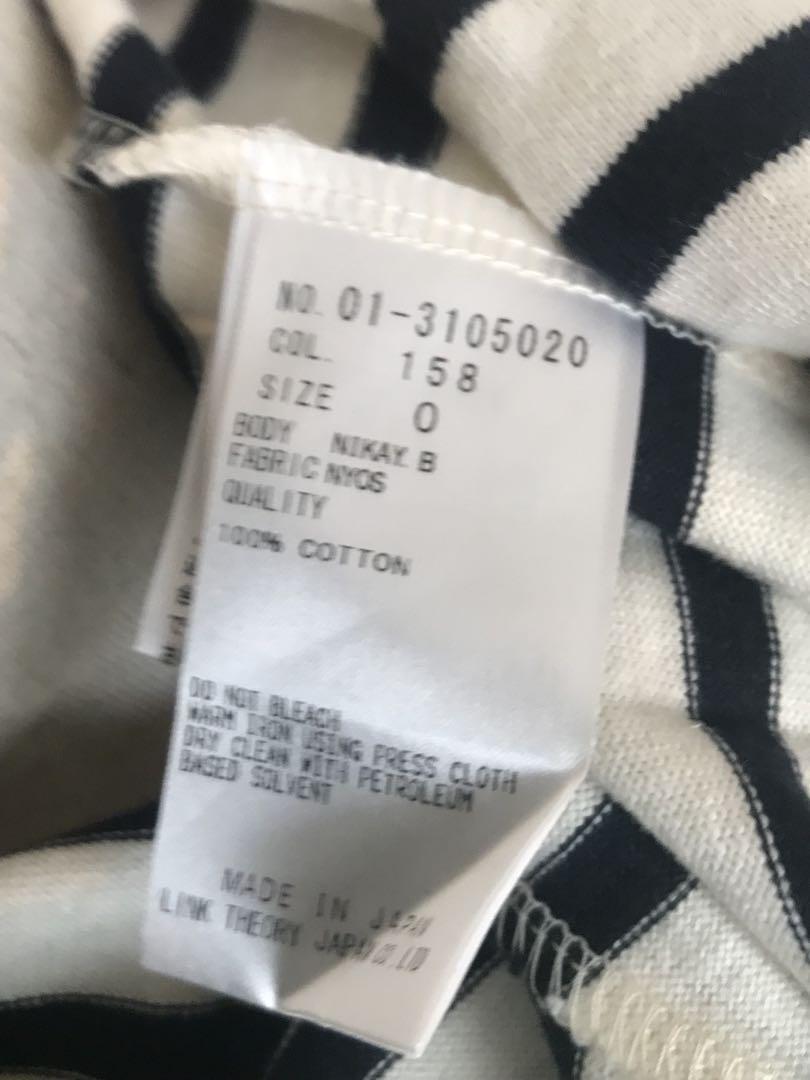 NO. 01-3105020
COL. 158
SIZE 0
BODY NIKAY. B
FABRIC NYOS
QUALITY
100% COTTON
DO NOT BLEACH
WARM IRON USING PRESS CLOTH
DRY CLEAN WITH PETROLEUM
BASED SOLVENT
MADE IN JAPAN
LINK THEORY JAPAN CO.LTD